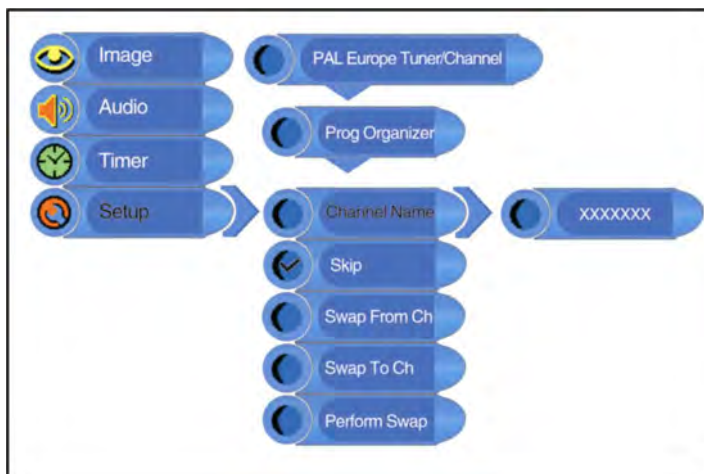 Image
PAL Europe Tuner/Channel
Audio
Prog Organizer
Timer
Setup
Channel Name
XXXXXXX
Skip
Swap From Ch
Swap To Ch
Perform Swap